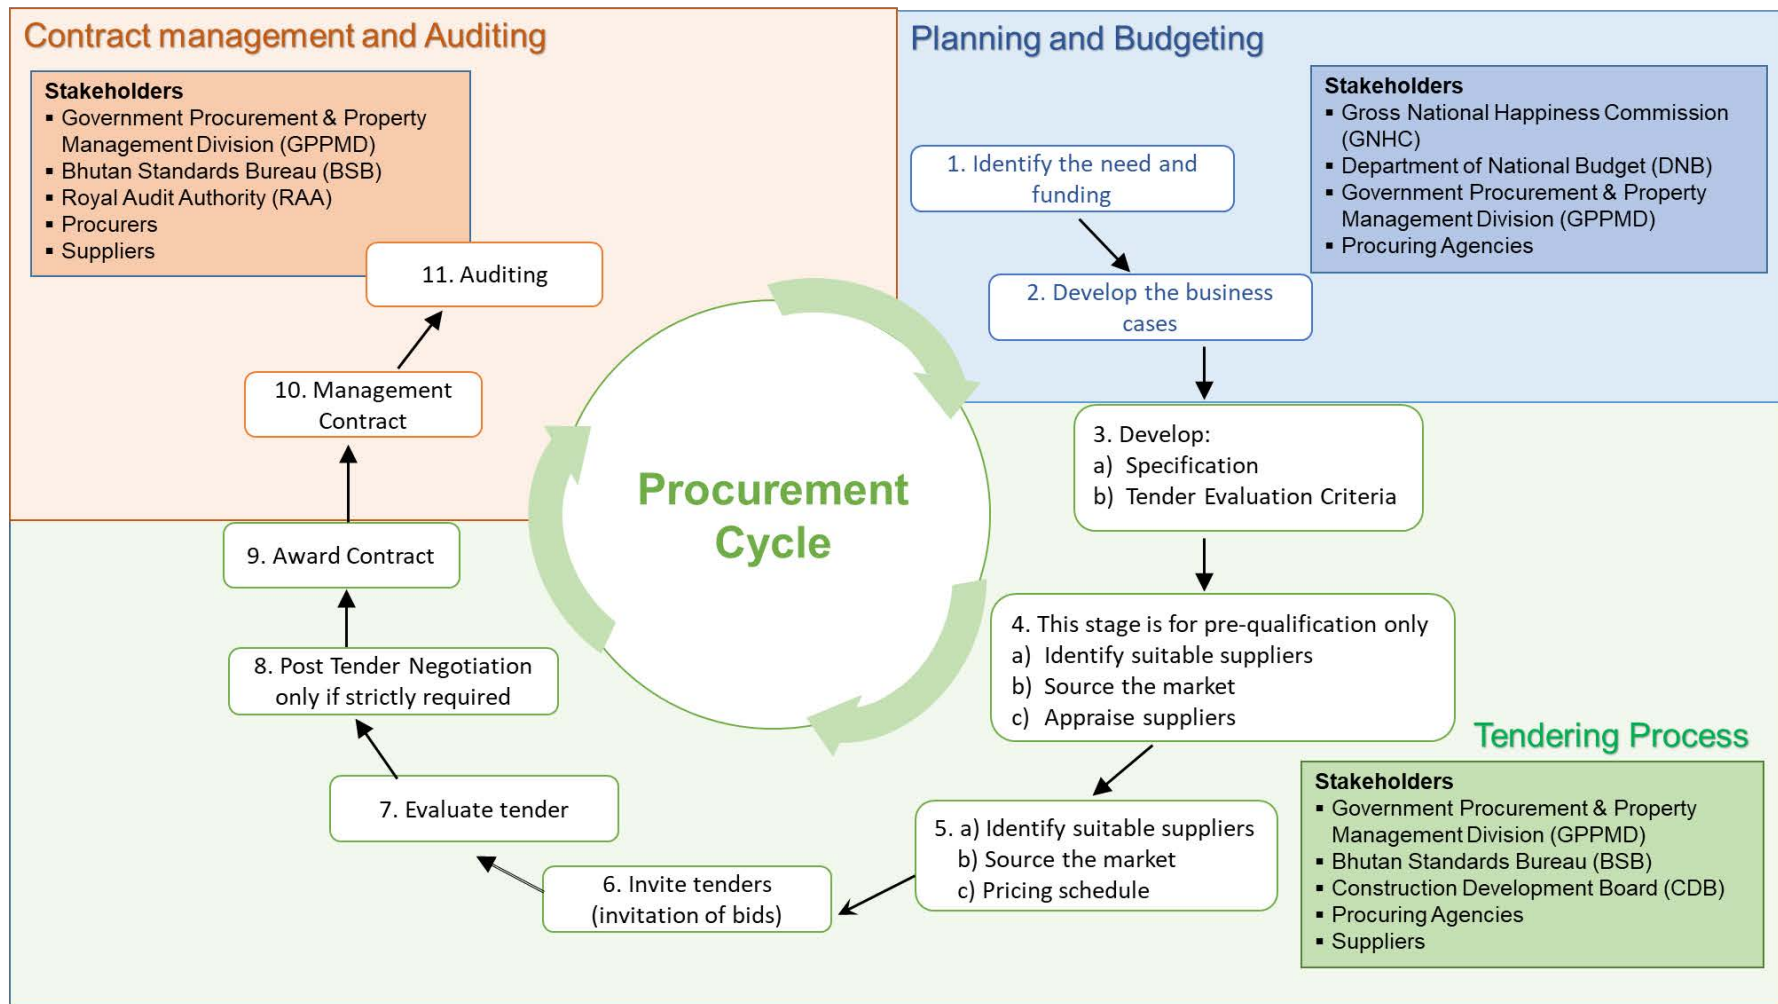 Contract management and Auditing
Stakeholders
▪ Government Procurement & Property
Management Division (GPPMD)
▪ Bhutan Standards Bureau (BSB)
▪ Royal Audit Authority (RAA)
▪ Procurers
▪ Suppliers
Planning and Budgeting
Stakeholders
▪ Gross National Happiness Commission
(GNHC)
▪ Department of National Budget (DNB)
▪ Government Procurement & Property
Management Division (GPPMD)
▪ Procuring Agencies
1. Identify the need and
funding
2. Develop the business
cases
3. Develop:
a) Specification
b) Tender Evaluation Criteria
4. This stage is for pre-qualification only
a) Identify suitable suppliers
b) Source the market
c) Appraise suppliers
5. a) Identify suitable suppliers
b) Source the market
c) Pricing schedule
6. Invite tenders
(invitation of bids)
7. Evaluate tender
8. Post Tender Negotiation
only if strictly required
9. Award Contract
10. Management
Contract
11. Auditing
Procurement
Cycle
Tendering Process
Stakeholders
▪ Government Procurement & Property
Management Division (GPPMD)
▪ Bhutan Standards Bureau (BSB)
▪ Construction Development Board (CDB)
▪ Procuring Agencies
▪ Suppliers